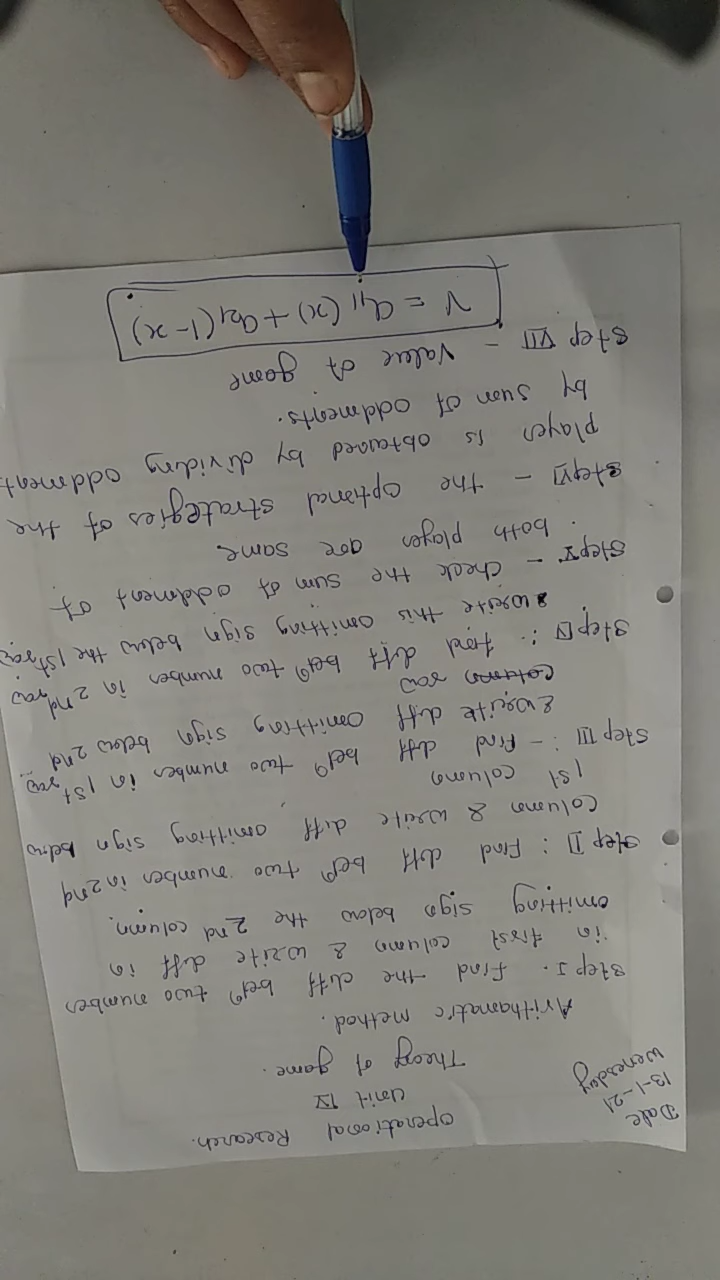 Date
13-1-21
wenesday
Operational Research.
Unit IV
Theory of game.
Arithamatic method.
Step I. Find the diff betn two number
in first column & write diff in
omitting sign below the 2nd column.
Step II : Find diff betn two number in 2nd
column & write diff, omitting sign below
1st column
Step III :- find diff betn two number in 1st row
& write diff omitting sign below 2nd
column row
Step IV :. find diff betn two number in 2nd row
& write this omitting sign below the 1st row
Step V - check the sum of oddment of
both player are same.
Step VI - the optimal strategies of the
player is obtained by dividing oddment
by sum of oddments.
Step VII - Value of game
V = a11 (x) + a21 (1-x)